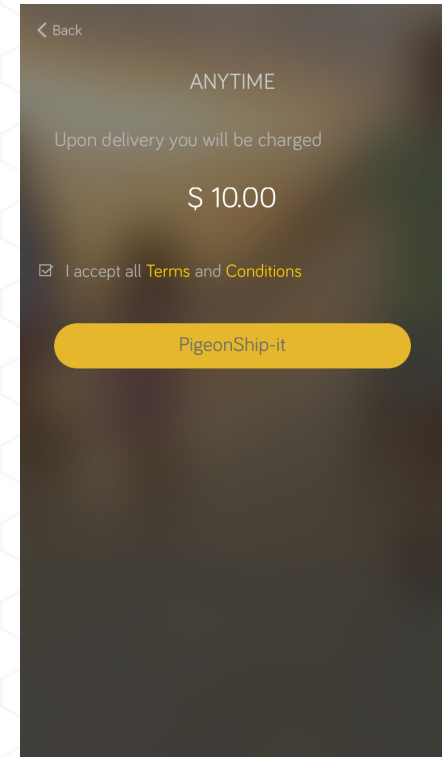 Back
ANYTIME
Upon delivery you will be charged
$ 10.00
I accept all Terms and Conditions
PigeonShip-it